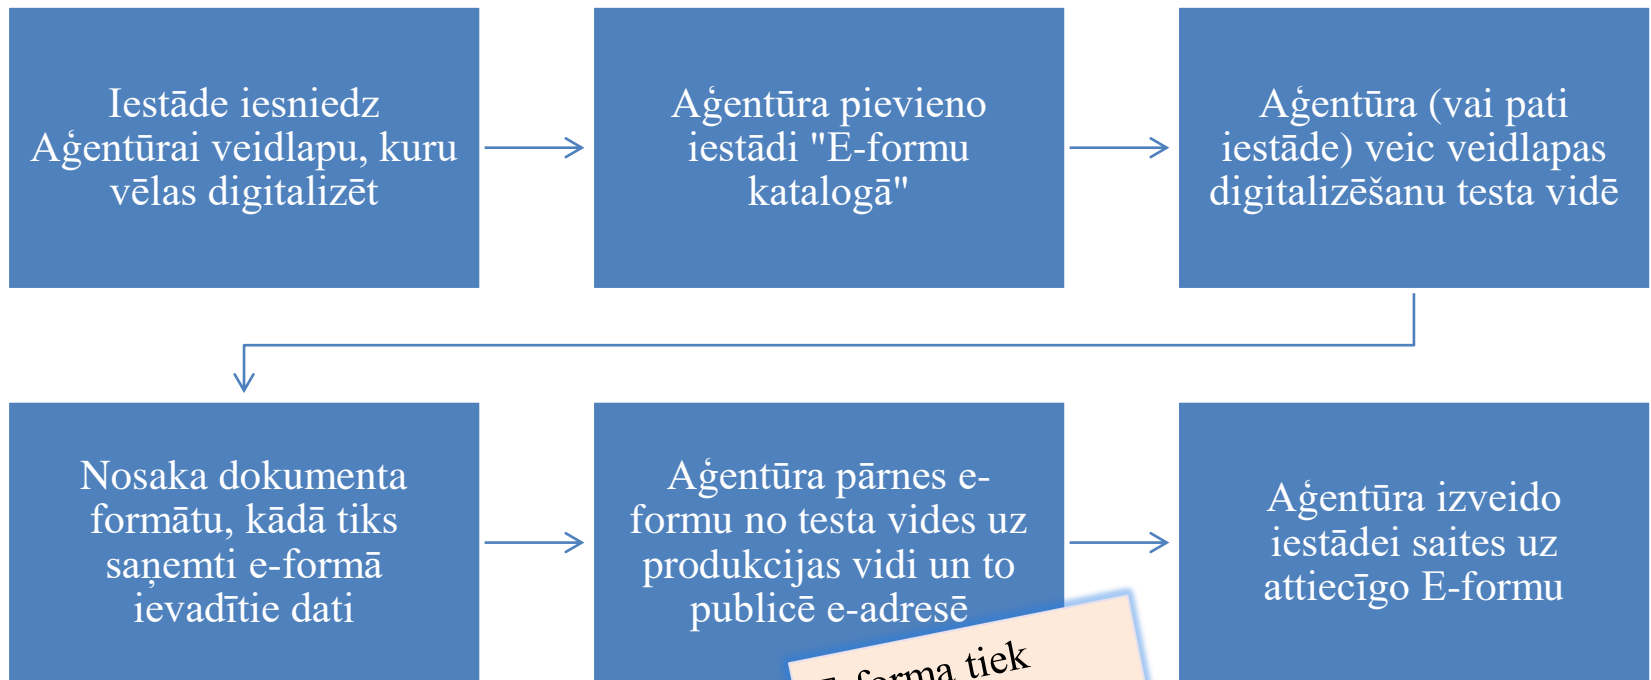 Iestāde iesniedz
Aģentūrai veidlapu, kuru
vēlas digitalizēt
Aģentūra pievieno
iestādi "E-formu
katalogā"
Aģentūra (vai pati
iestāde) veic veidlapas
digitalizēšanu testa vidē
Nosaka dokumenta
formātu, kādā tiks
saņemti e-formā
ievadītie dati
Aģentūra pārnes e-
formu no testa vides uz
produkcijas vidi un to
publicē e-adresē
Aģentūra izveido
iestādei saites uz
attiecīgo E-formu
tiek